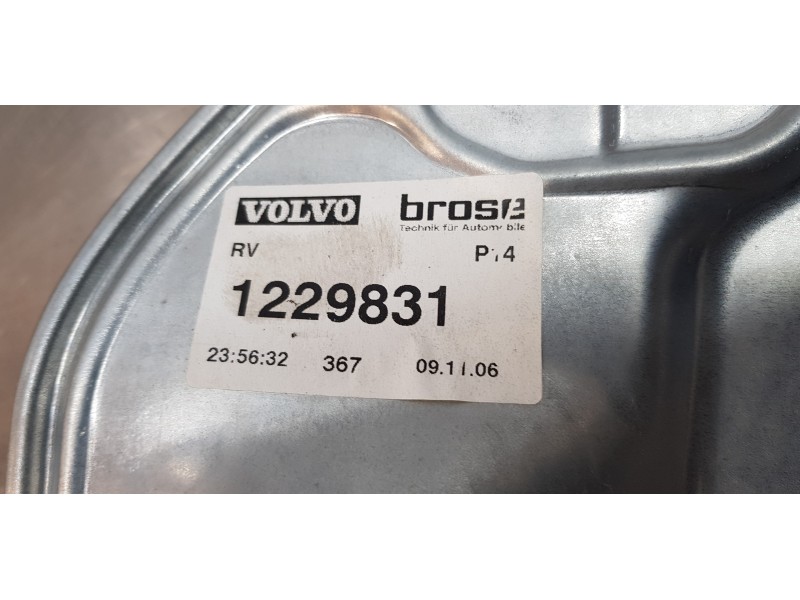 VOLVO brose
Technik für Automobile
RV P14
1229831
23:56:32 367 09.11.06